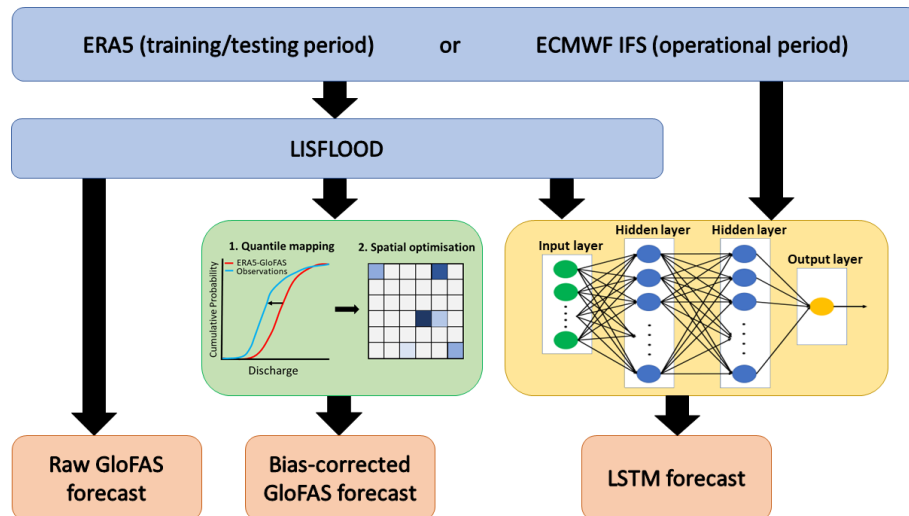 ERA5 (training/testing period) or ECMWF IFS (operational period)
LISFLOOD
1. Quantile mapping
ERA5-GloFAS
Observations
Cumulative Probability
Discharge
2. Spatial optimisation
Input layer
Hidden layer
Hidden layer
Output layer
Raw GloFAS
forecast
Bias-corrected
GloFAS forecast
LSTM forecast